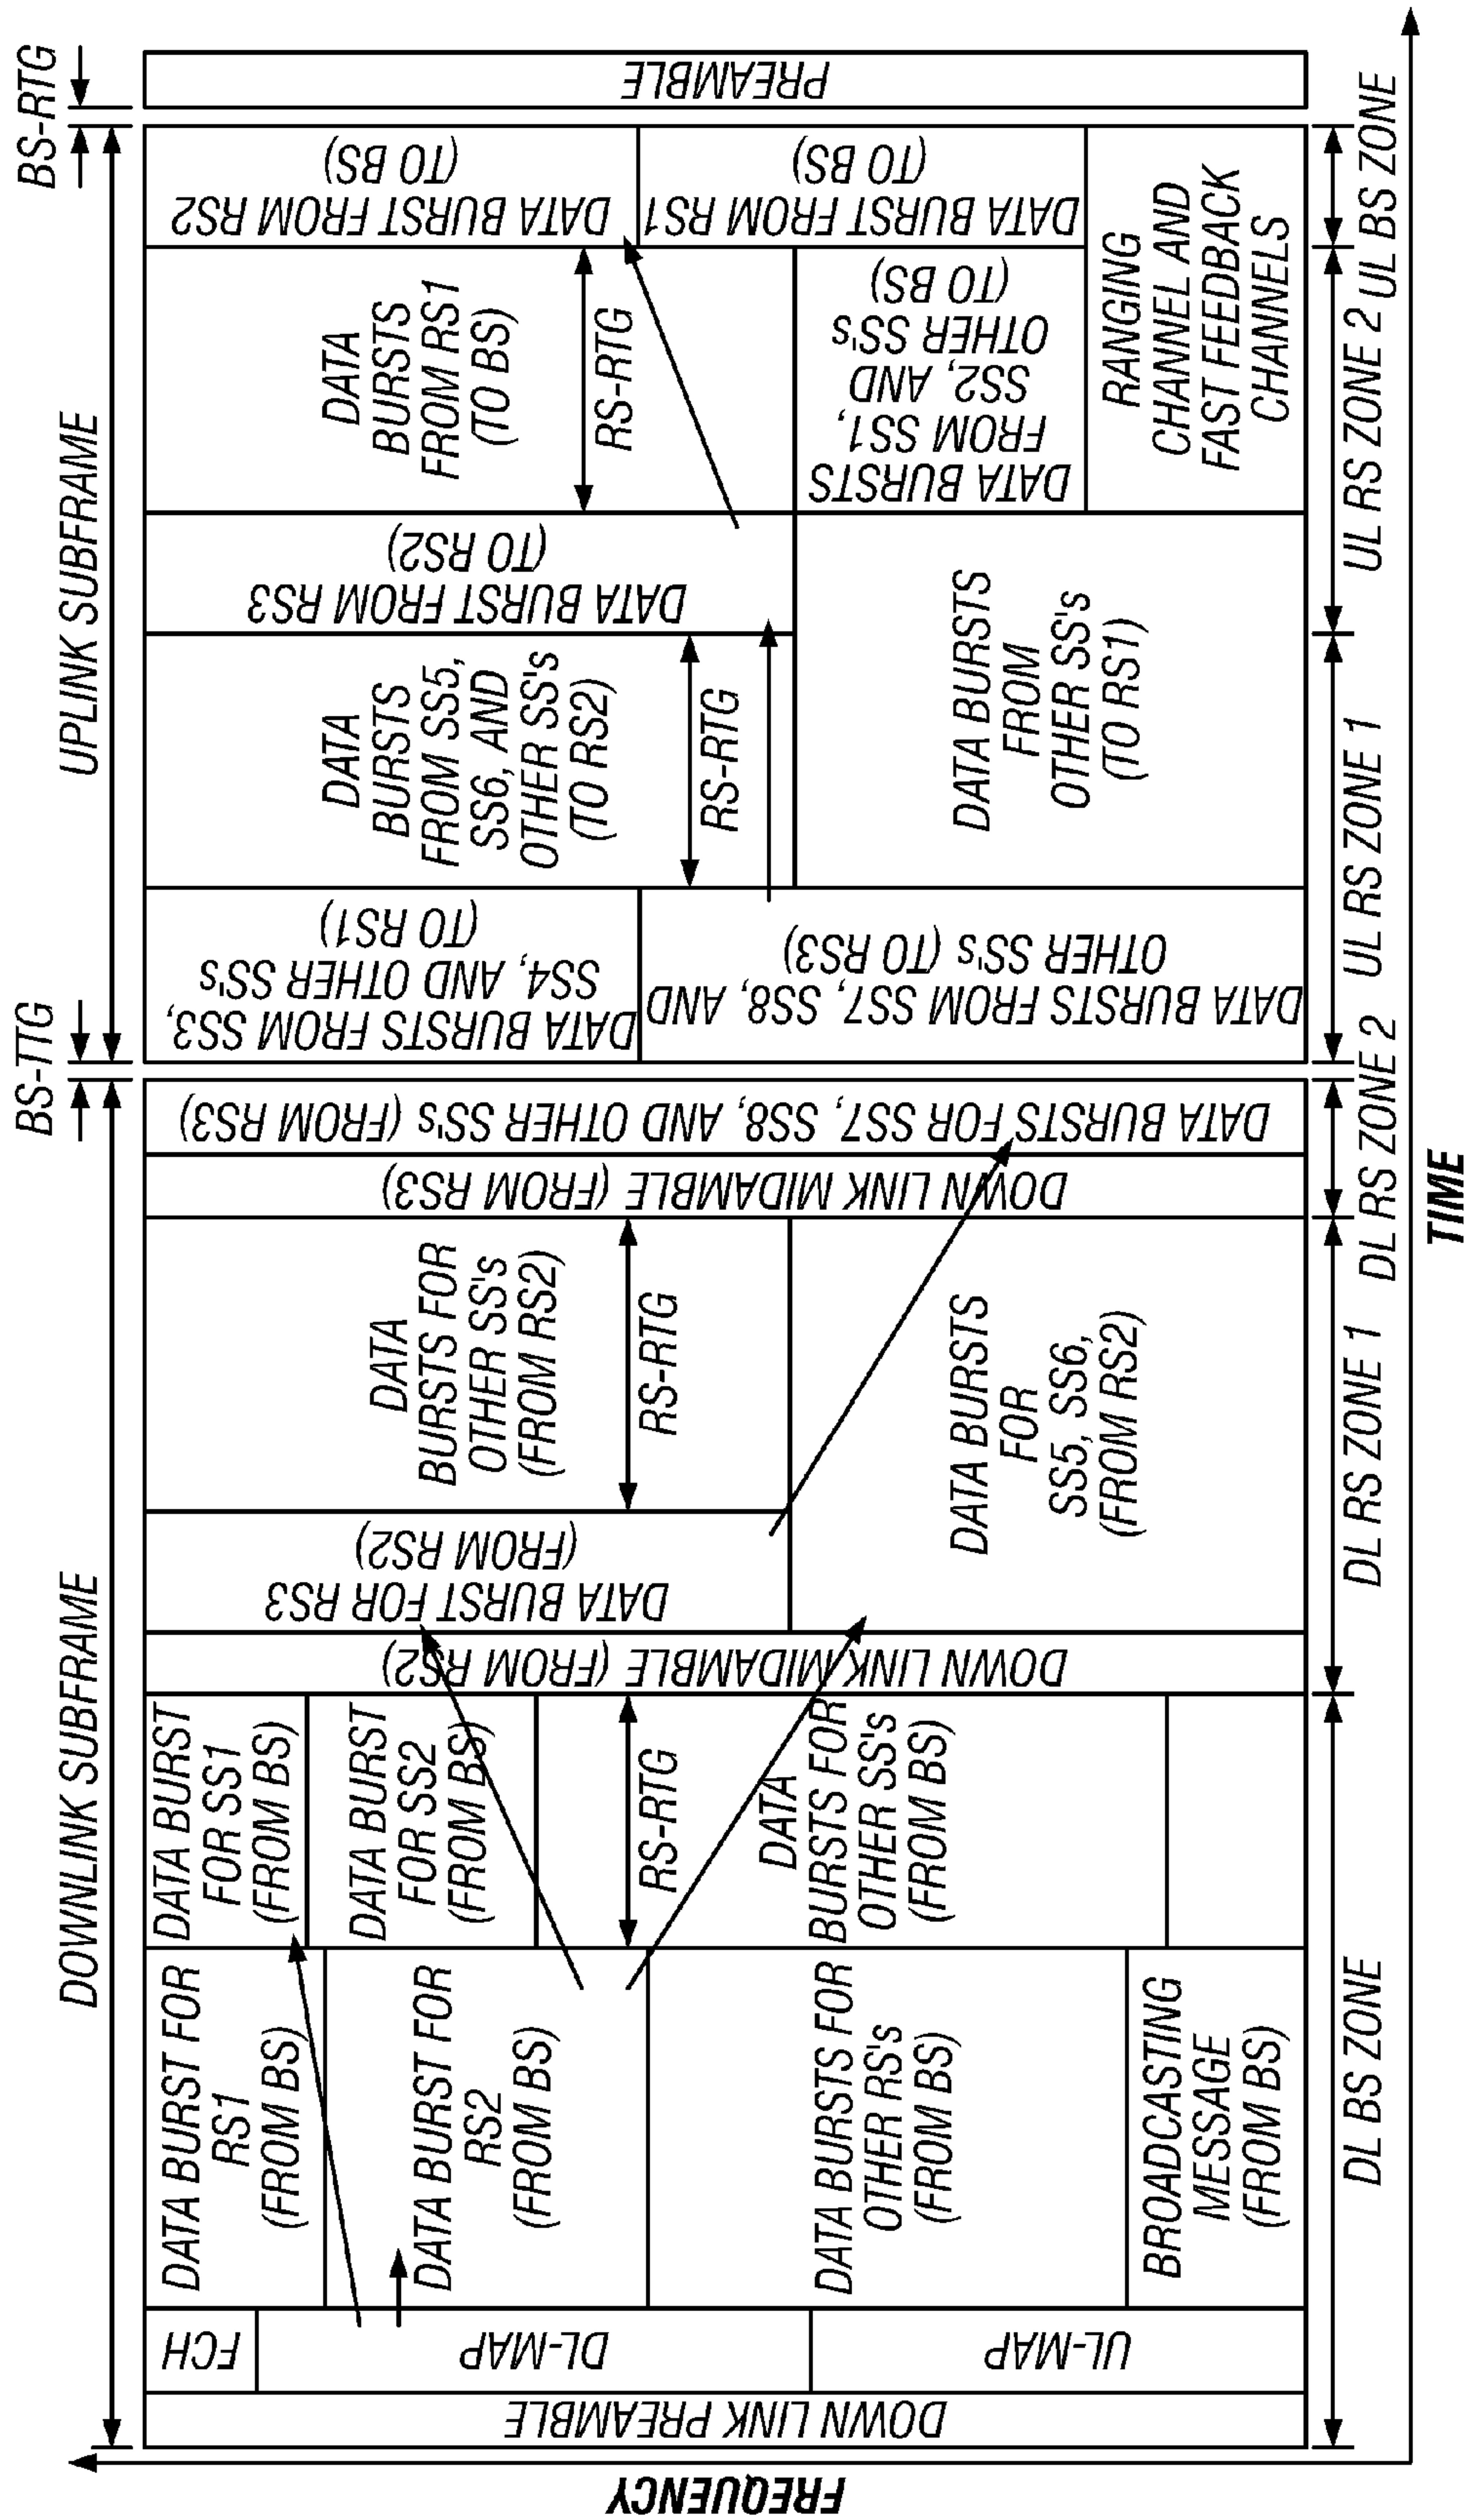 DOWNLINK SUBFRAME
BS-TTG
UPLINK SUBFRAME
BS-RTG
FREQUENCY
DOWN LINK PREAMBLE
FCH
DL-MAP
UL-MAP
DATA BURST FOR
RS1
(FROM BS)
DATA BURST FOR
RS2
(FROM BS)
DATA BURSTS FOR
OTHER RS's
(FROM BS)
BROADCASTING
MESSAGE
(FROM BS)
DATA BURST
FOR SS1
(FROM BS)
DATA BURST
FOR SS2
(FROM BS)
RS-RTG
DATA
BURSTS FOR
OTHER SS's
(FROM BS)
DOWN LINK MIDAMBLE (FROM RS2)
DATA BURST FOR RS3
(FROM RS2)
DATA
BURSTS FOR
OTHER SS's
(FROM RS2)
RS-RTG
DATA BURSTS
FOR
SS5, SS6,
(FROM RS2)
DOWN LINK MIDAMBLE (FROM RS3)
DATA BURSTS FOR SS7, SS8, AND OTHER SS's (FROM RS3)
DATA BURSTS FROM SS3,
SS4, AND OTHER SS's
(TO RS1)
DATA BURSTS FROM SS7, SS8, AND
OTHER SS's (TO RS3)
DATA
BURSTS
FROM SS5,
SS6, AND
OTHER SS's
(TO RS2)
RS-RTG
DATA BURSTS
FROM
OTHER SS's
(TO RS1)
DATA BURST FROM RS3
(TO RS2)
DATA
BURSTS
FROM RS1
(TO BS)
RS-RTG
DATA BURSTS
FROM SS1,
SS2, AND
OTHER SS's
(TO BS)
DATA BURST FROM RS2
(TO BS)
DATA BURST FROM RS1
(TO BS)
RANGING
CHANNEL AND
FAST FEEDBACK
CHANNELS
PREAMBLE
DL BS ZONE
DL RS ZONE 1
DL RS ZONE 2
UL RS ZONE 1
UL RS ZONE 2
UL BS ZONE
TIME